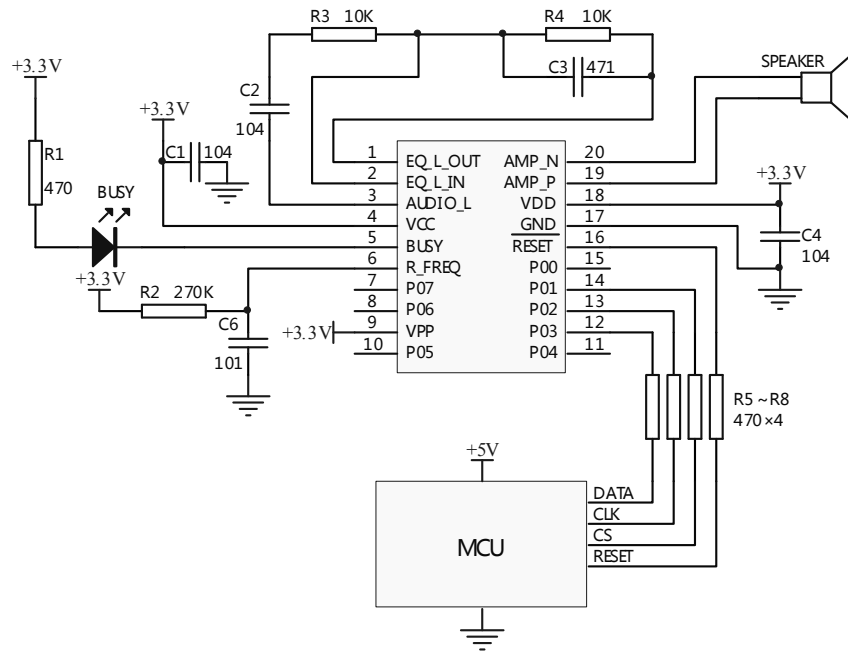 R3 10K
R4 10K
+3.3V
C2
104
C3 471
SPEAKER
+3.3V
R1
470
C1 104
BUSY
1 EQ_L_OUT AMP_N 20
2 EQ_L_IN AMP_P 19
3 AUDIO_L VDD 18
4 VCC GND 17
5 BUSY RESET 16
6 R_FREQ P00 15
7 P07 P01 14
8 P06 P02 13
9 VPP P03 12
10 P05 P04 11
+3.3V
C4
104
+3.3V
R2 270K
C6
101
+3.3V
R5 ~R8
470×4
+5V
MCU
DATA
CLK
CS
RESET